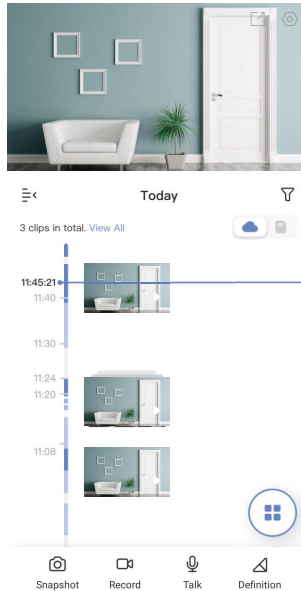 Today
3 clips in total. View All
11:45:21
11:40
11:30
11:24
11:20
11:08
Snapshot Record Talk Definition